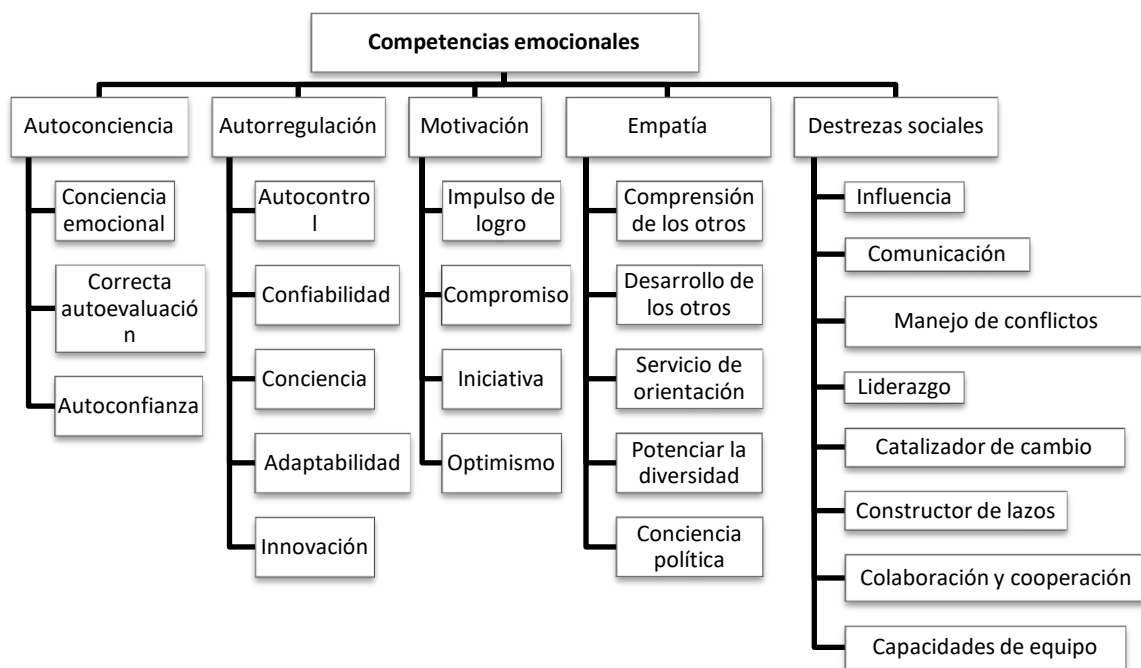 Competencias emocionales
Autoconciencia
Conciencia
emocional
Correcta
autoevaluació
n
Autoconfianza
Autorregulación
Autocontro
l
Confiabilidad
Conciencia
Adaptabilidad
Innovación
Motivación
Impulso de
logro
Compromiso
Iniciativa
Optimismo
Empatía
Comprensión
de los otros
Desarrollo de
los otros
Servicio de
orientación
Potenciar la
diversidad
Conciencia
política
Destrezas sociales
Influencia
Comunicación
Manejo de conflictos
Liderazgo
Catalizador de cambio
Constructor de lazos
Colaboración y cooperación
Capacidades de equipo